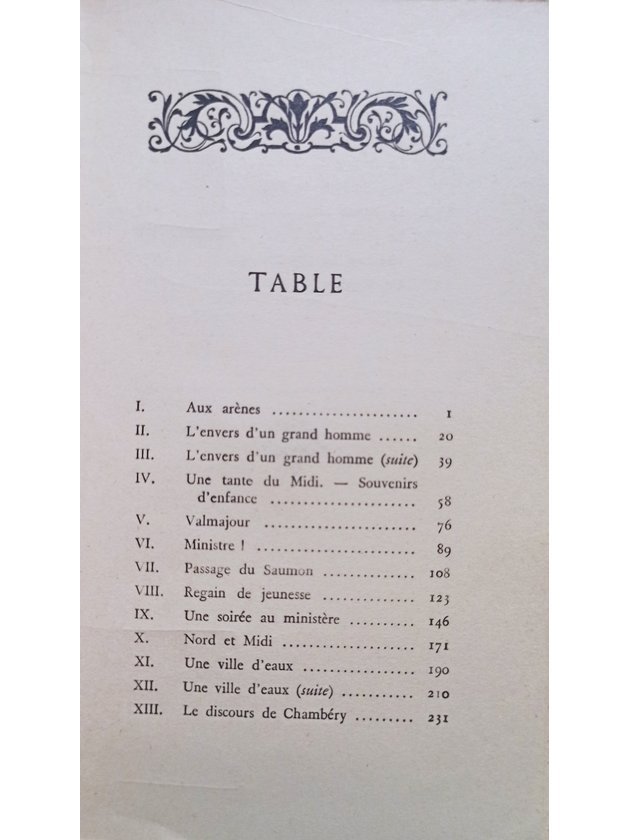 TABLE
I. Aux arènes ...................... 1
II. L'envers d'un grand homme ...... 20
III. L'envers d'un grand homme (suite) 39
IV. Une tante du Midi. — Souvenirs
d'enfance ...................... 58
V. Valmajour ....................... 76
VI. Ministre ! ........................ 89
VII. Passage du Saumon .............. 108
VIII. Regain de jeunesse .............. 123
IX. Une soirée au ministère .......... 146
X. Nord et Midi .................... 171
XI. Une ville d'eaux ................. 190
XII. Une ville d'eaux (suite) ........... 210
XIII. Le discours de Chambéry ......... 231